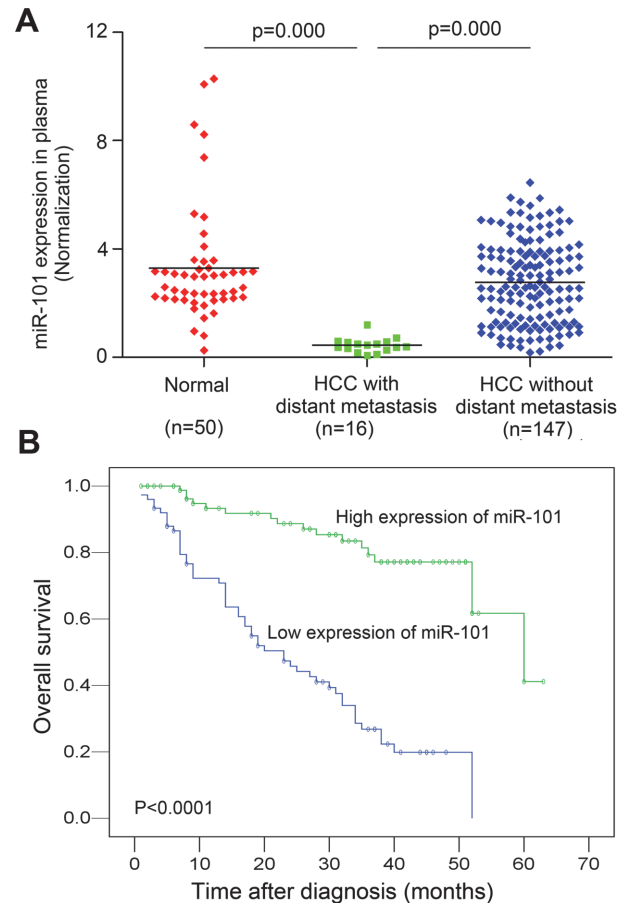 A
p=0.000 p=0.000
miR-101 expression in plasma
(Normalization)
12
8
4
0
Normal
(n=50)
HCC with
distant metastasis
(n=16)
HCC without
distant metastasis
(n=147)
B
Overall survival
1.0
0.8
0.6
0.4
0.2
0.0
High expression of miR-101
Low expression of miR-101
P<0.0001
0 10 20 30 40 50 60 70
Time after diagnosis (months)